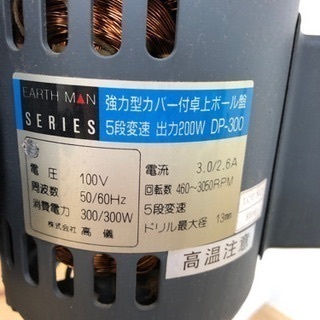 EARTH MAN
SERIES
強力型カバー付卓上ボール盤
5段変速 出力200W DP-300
電圧 100V
周波数 50/60Hz
消費電力 300/300W
株式会社 高儀
電流 3.0/2.6A
回転数 460~3050RPM
5段変速
ドリル最大径 13mm
高温注意